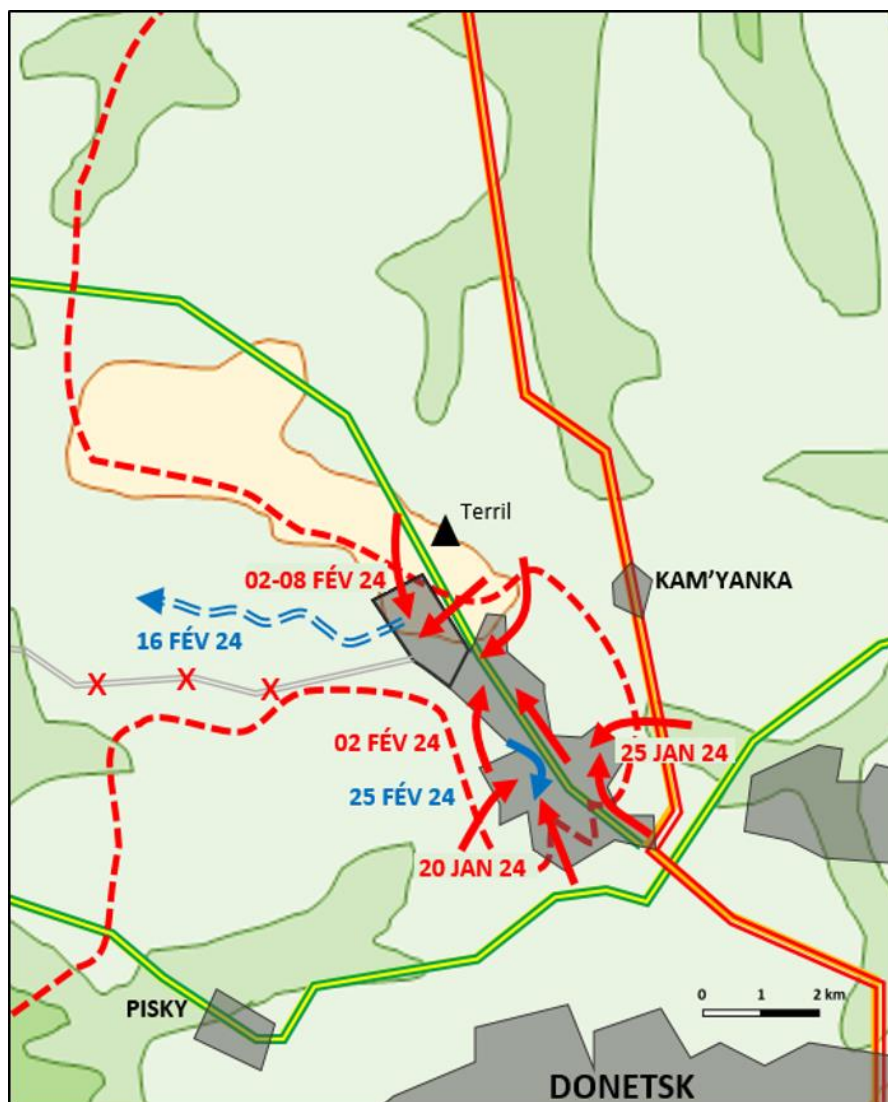 Terril
02-08 FÉV 24
KAM'YANKA
16 FÉV 24
X X X
02 FÉV 24
25 JAN 24
25 FÉV 24
20 JAN 24
PISKY
0 1 2 km
DONETSK